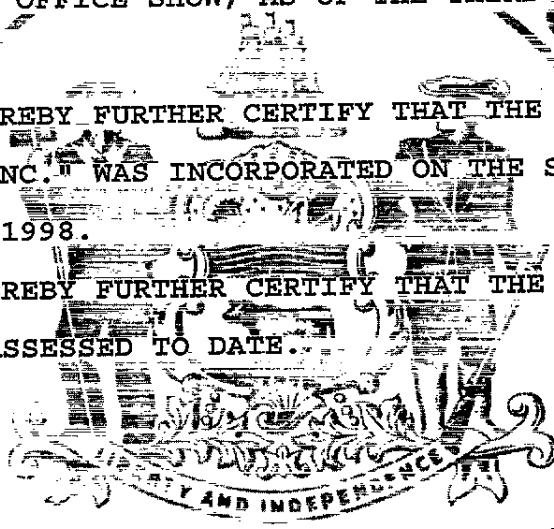 OFFICE SHOW, AS OF THE
REBY FURTHER CERTIFY THAT THE
NC." WAS INCORPORATED ON THE S
1998.
REBY FURTHER CERTIFY THAT THE
ASSESSED TO DATE.
AND INDEPENDENCE